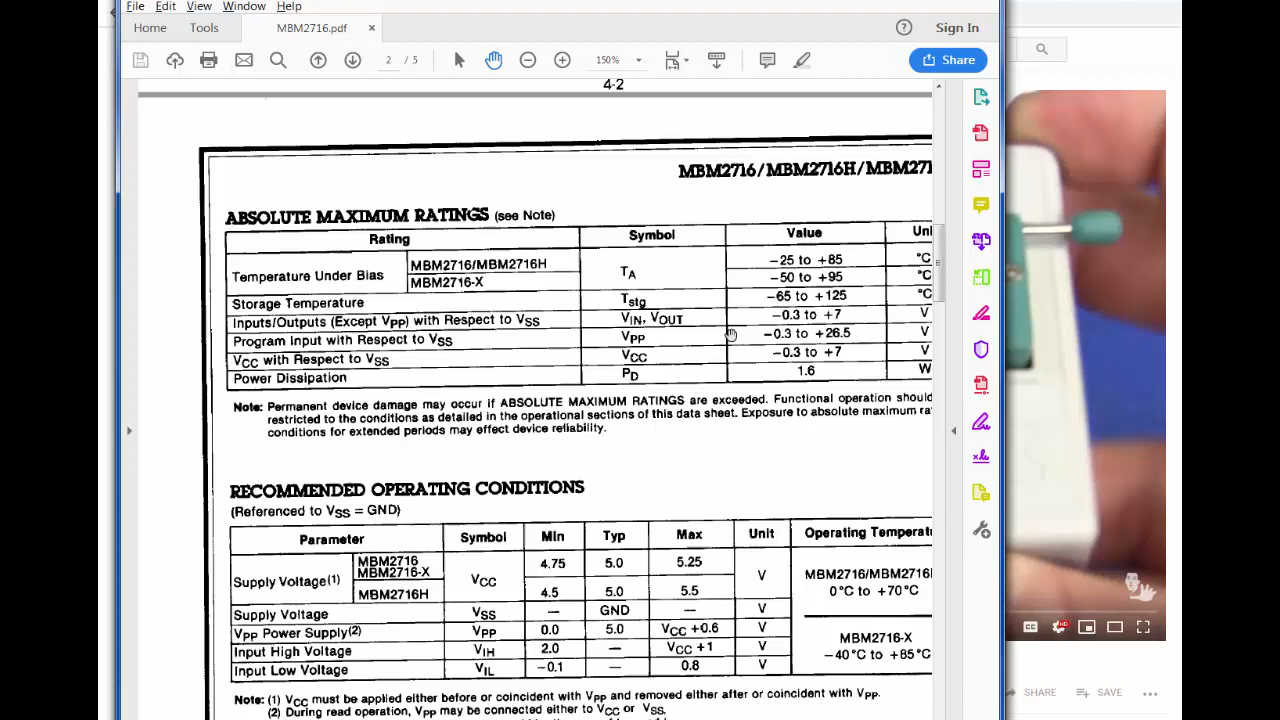 File Edit View Window Help
Home Tools MBM2716.pdf × Sign In
2 / 5 150% Share
4-2
MBM2716/MBM2716H/MBM271
ABSOLUTE MAXIMUM RATINGS (see Note)
Rating Symbol Value Uni
Temperature Under Bias MBM2716/MBM2716H TA −25 to +85 °C
MBM2716-X −50 to +95 °C
Storage Temperature Tstg −65 to +125 °C
Inputs/Outputs (Except VPP) with Respect to VSS VIN, VOUT −0.3 to +7 V
Program Input with Respect to VSS VPP −0.3 to +26.5 V
VCC with Respect to VSS VCC −0.3 to +7 V
Power Dissipation PD 1.6 W
Note: Permanent device damage may occur if ABSOLUTE MAXIMUM RATINGS are exceeded. Functional operation should
restricted to the conditions as detailed in the operational sections of this data sheet. Exposure to absolute maximum ra
conditions for extended periods may effect device reliability.
RECOMMENDED OPERATING CONDITIONS
(Referenced to VSS = GND)
Parameter Symbol Min Typ Max Unit Operating Temperat
Supply Voltage(1) MBM2716 MBM2716-X VCC 4.75 5.0 5.25 V MBM2716/MBM2716
MBM2716H 4.5 5.0 5.5 0°C to +70°C
Supply Voltage VSS — GND — V
VPP Power Supply(2) VPP 0.0 5.0 VCC +0.6 V
Input High Voltage VIH 2.0 — VCC +1 V MBM2716-X
Input Low Voltage VIL −0.1 — 0.8 V −40°C to +85°C
Note: (1) VCC must be applied either before or coincident with VPP and removed either after or coincident with VPP.
(2) During read operation, VPP may be connected either to VCC or VSS.
CC HD
SHARE SAVE